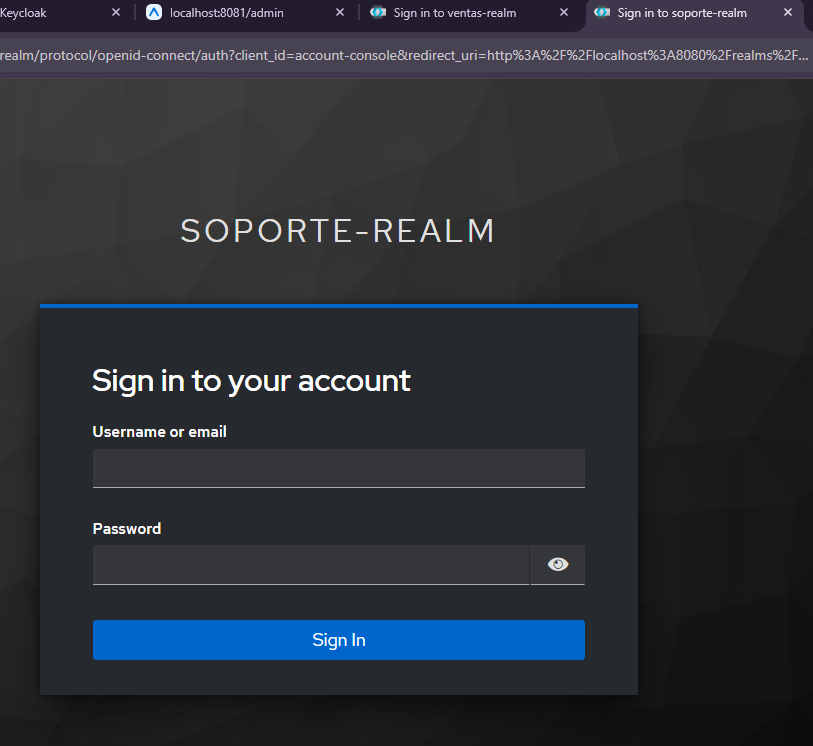 Keycloak
localhost:8081/admin
Sign in to ventas-realm
Sign in to soporte-realm
realm/protocol/openid-connect/auth?client_id=account-console&redirect_uri=http%3A%2F%2Flocalhost%3A8080%2Frealms%2F...
SOPORTE-REALM
Sign in to your account
Username or email
Password
Sign In